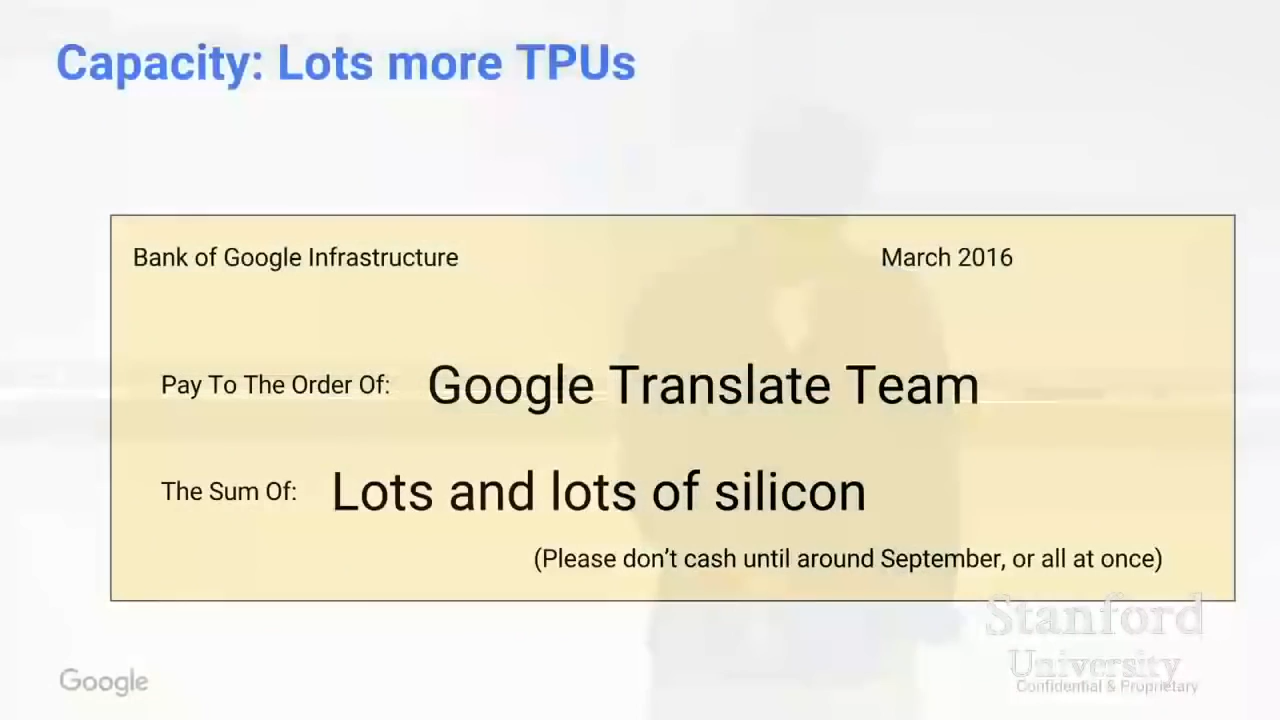 Capacity: Lots more TPUs
Bank of Google Infrastructure March 2016
Pay To The Order Of: Google Translate Team
The Sum Of: Lots and lots of silicon
(Please don’t cash until around September, or all at once)
Stanford
University
Google
Confidential & Proprietary